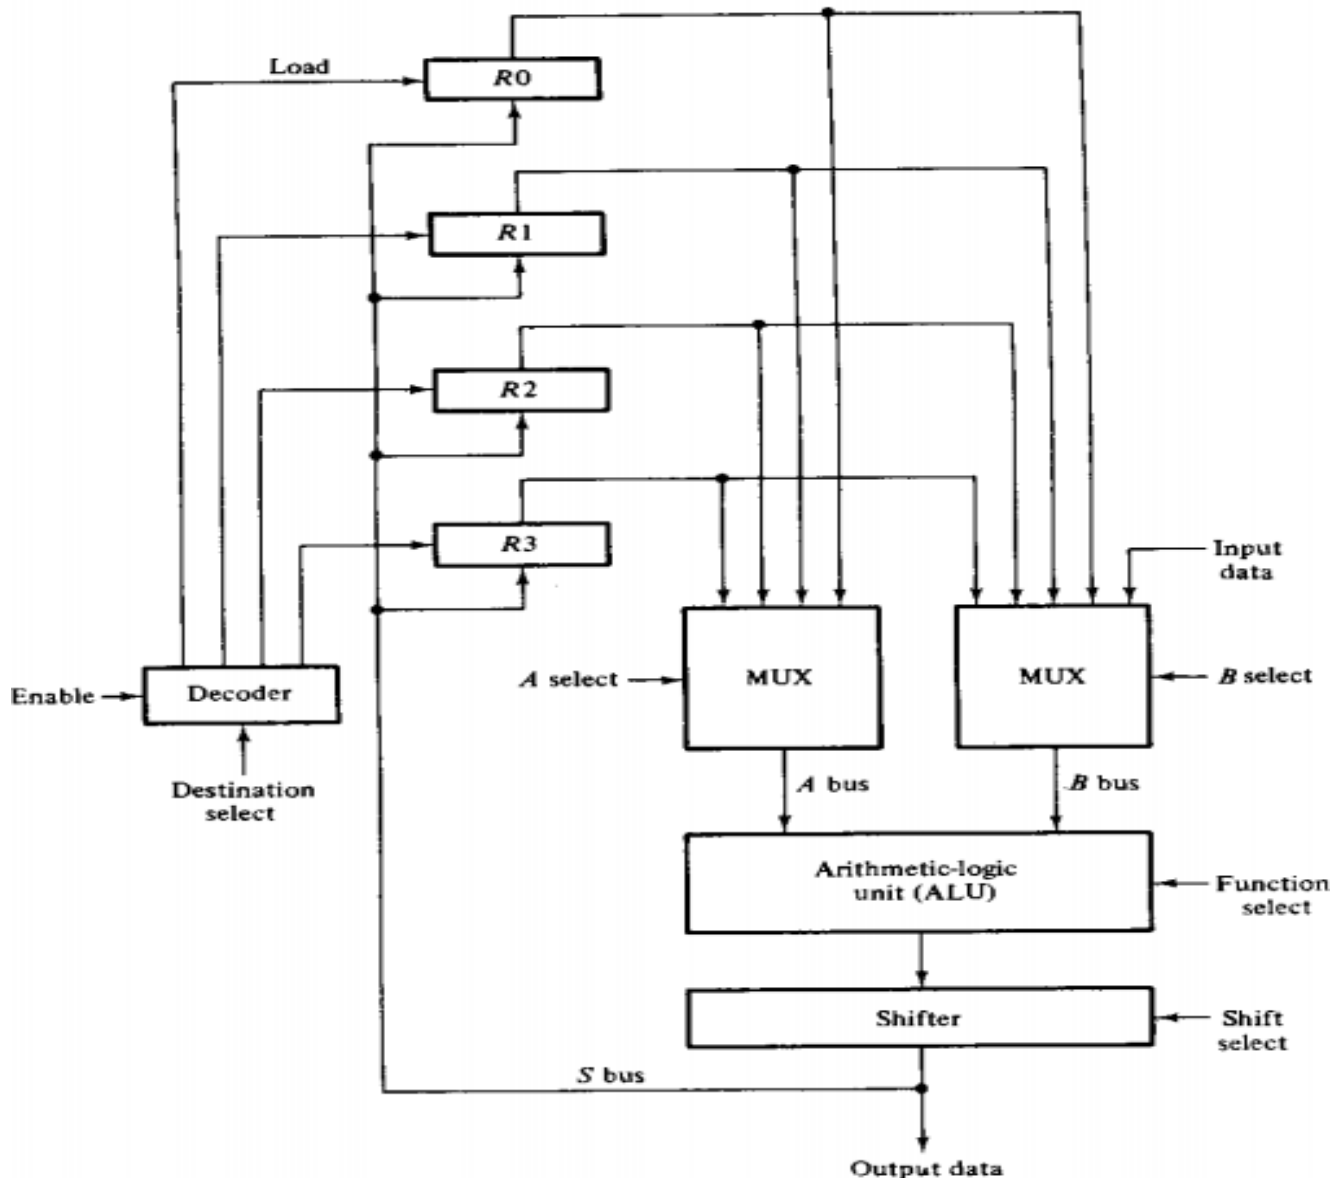 Load
R0
R1
R2
R3
Input
data
A select
MUX
MUX
B select
Enable
Decoder
Destination
select
A bus
B bus
Arithmetic-logic
unit (ALU)
Function
select
Shifter
Shift
select
S bus
Output data